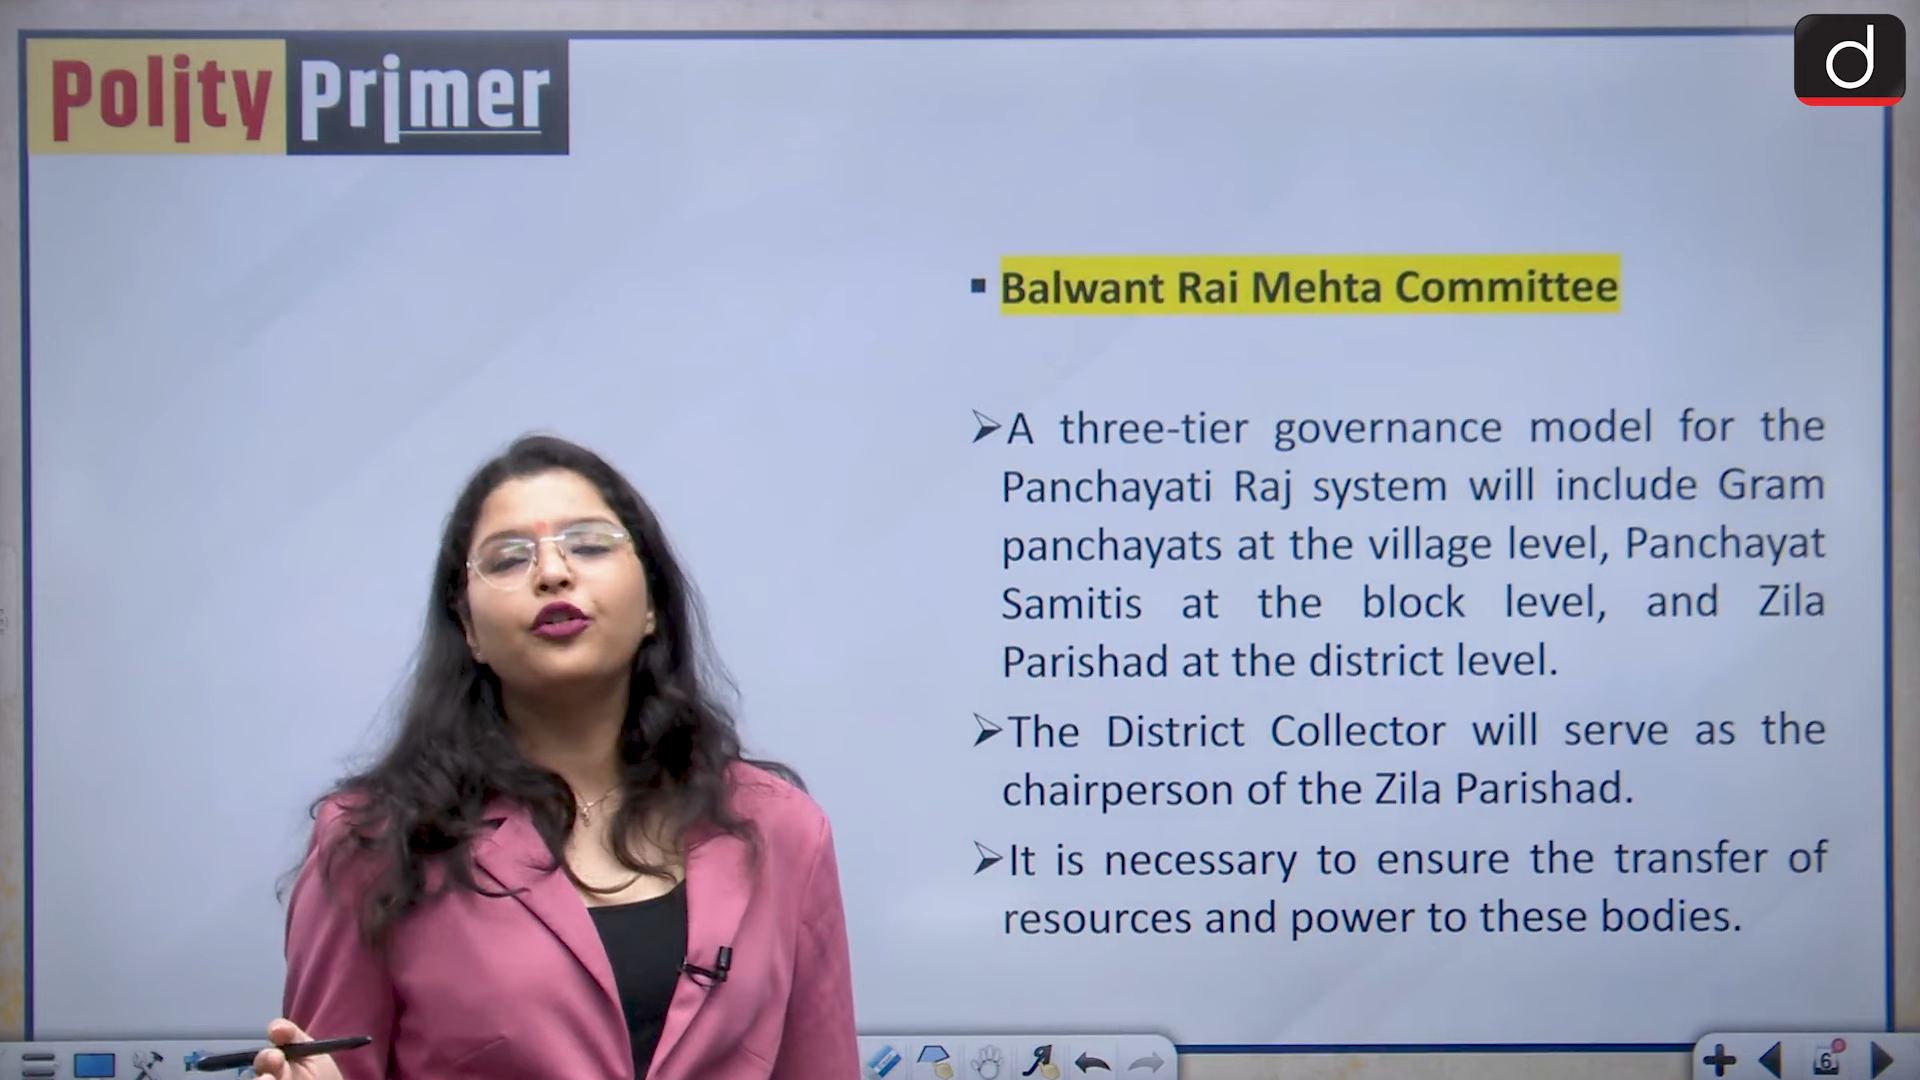 Polity Primer
d
Balwant Rai Mehta Committee
A three-tier governance model for the
Panchayati Raj system will include Gram
panchayats at the village level, Panchayat
Samitis at the block level, and Zila
Parishad at the district level.
The District Collector will serve as the
chairperson of the Zila Parishad.
It is necessary to ensure the transfer of
resources and power to these bodies.
6